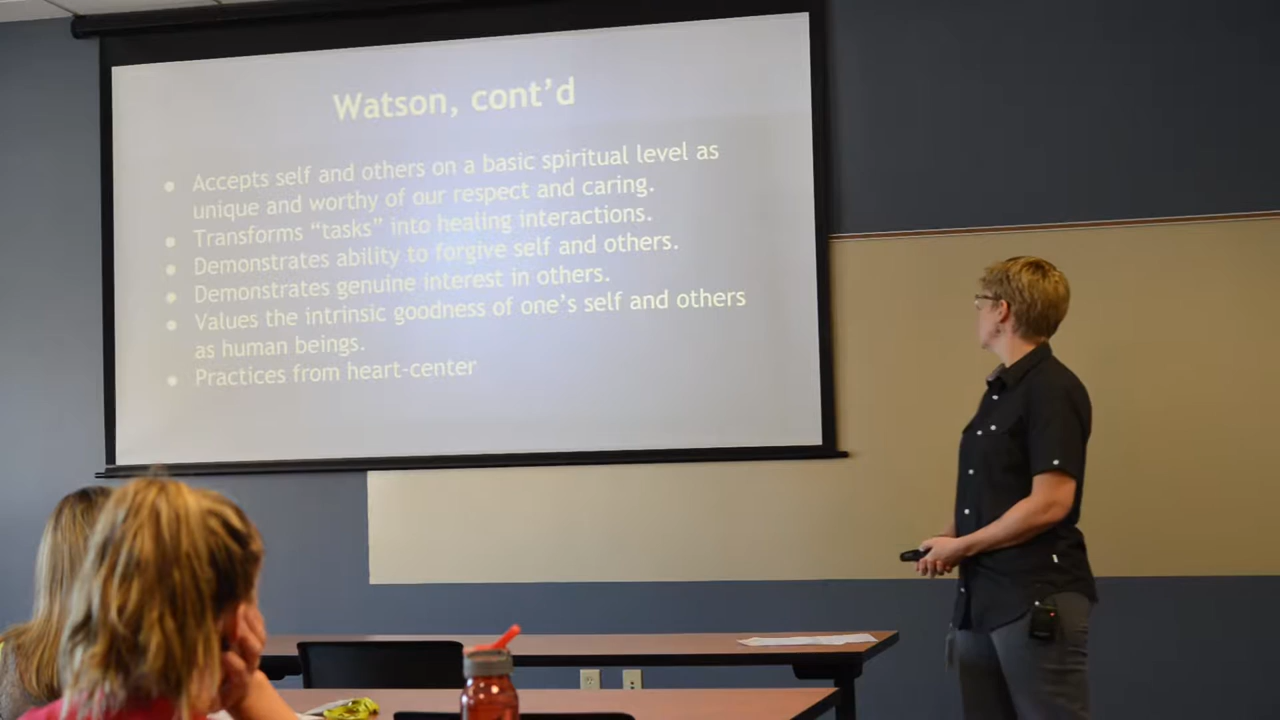 Watson, cont’d
● Accepts self and others on a basic spiritual level as
unique and worthy of our respect and caring.
● Transforms “tasks” into healing interactions.
● Demonstrates ability to forgive self and others.
● Demonstrates genuine interest in others.
● Values the intrinsic goodness of one’s self and others
as human beings.
● Practices from heart-center